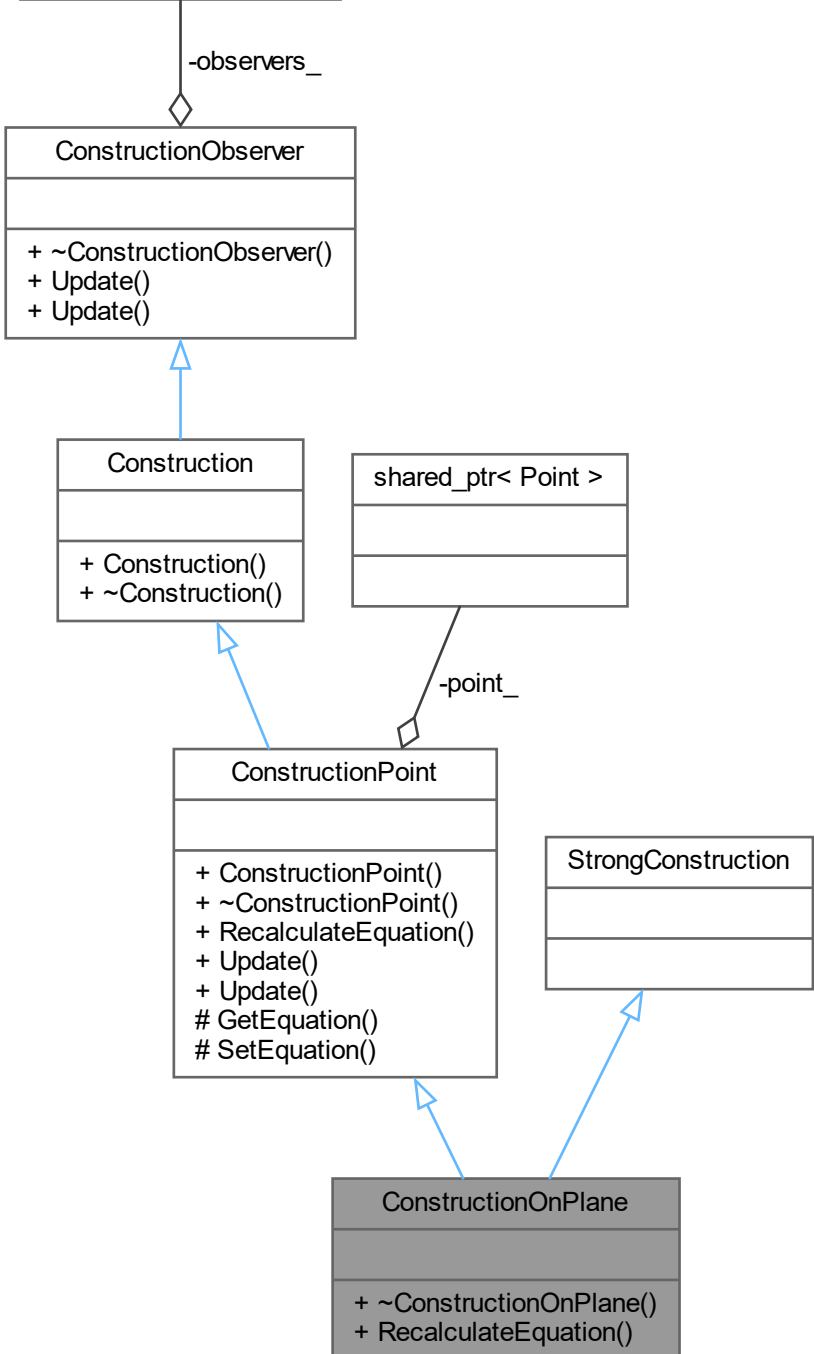 -observers_
ConstructionObserver
+ ~ConstructionObserver()
+ Update()
+ Update()
Construction
+ Construction()
+ ~Construction()
shared_ptr< Point >
-point_
ConstructionPoint
+ ConstructionPoint()
+ ~ConstructionPoint()
+ RecalculateEquation()
+ Update()
+ Update()
# GetEquation()
# SetEquation()
StrongConstruction
ConstructionOnPlane
+ ~ConstructionOnPlane()
+ RecalculateEquation()